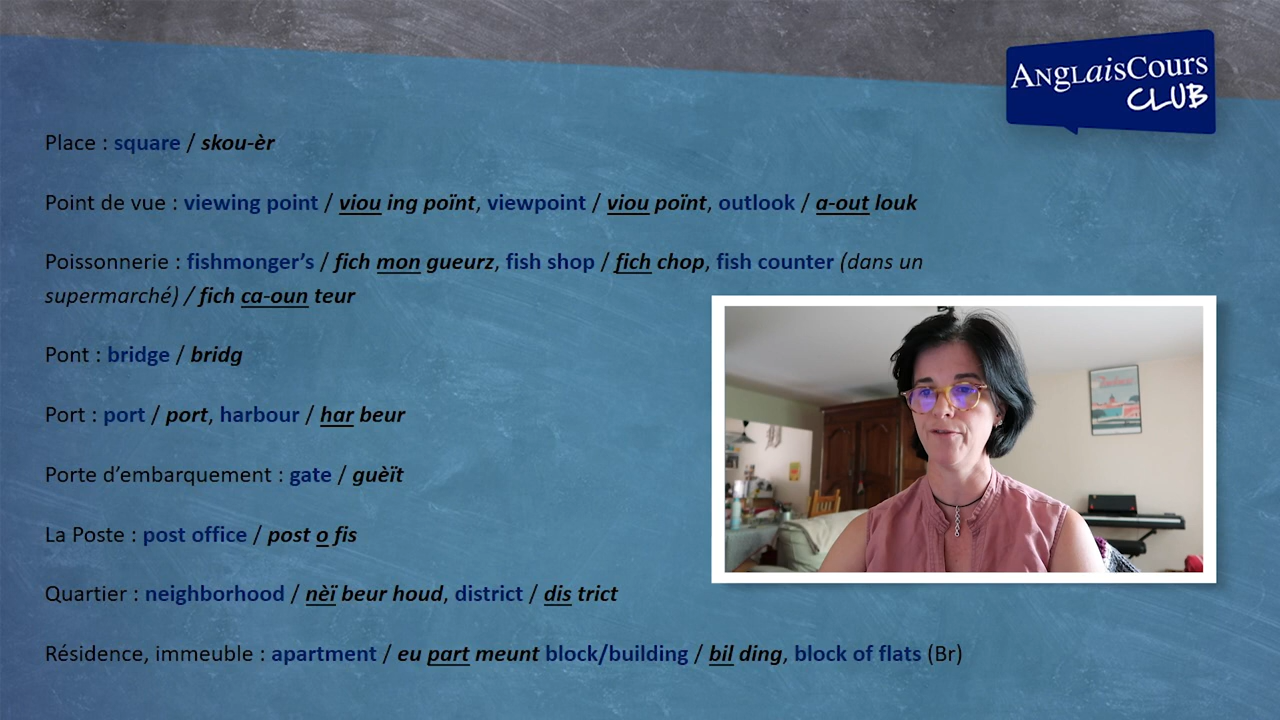 AnglaisCours
CLUB
Place : square / skou-èr
Point de vue : viewing point / viou ing poïnt, viewpoint / viou poïnt, outlook / a-out louk
Poissonnerie : fishmonger’s / fich mon gueurz, fish shop / fich chop, fish counter (dans un
supermarché) / fich ca-oun teur
Pont : bridge / bridg
Port : port / port, harbour / har beur
Porte d’embarquement : gate / guèït
La Poste : post office / post o fis
Quartier : neighborhood / nèï beur houd, district / dis trict
Résidence, immeuble : apartment / eu part meunt block/building / bil ding, block of flats (Br)